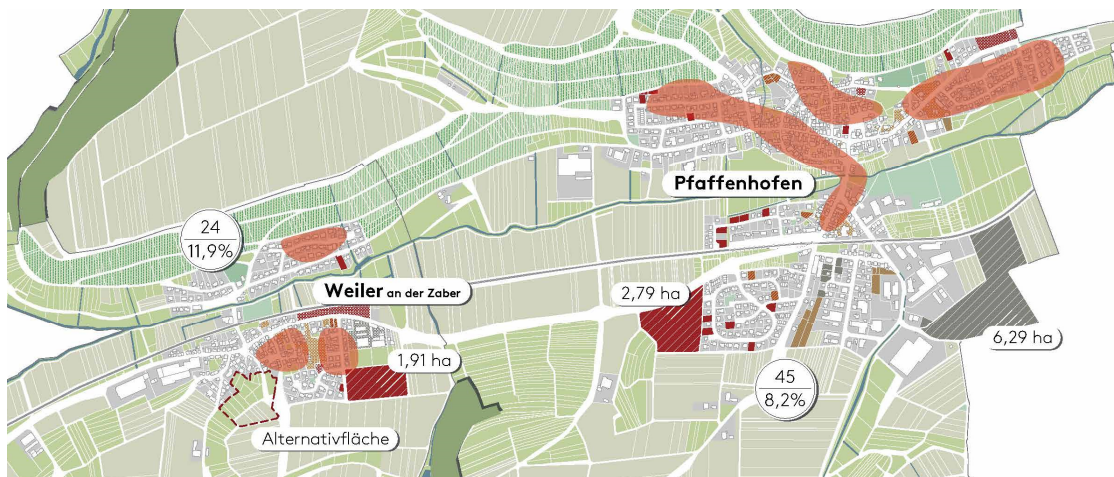 Pfaffenhofen
24
11,9%
Weiler an der Zaber
2,79 ha
6,29 ha
1,91 ha
45
8,2%
Alternativfläche